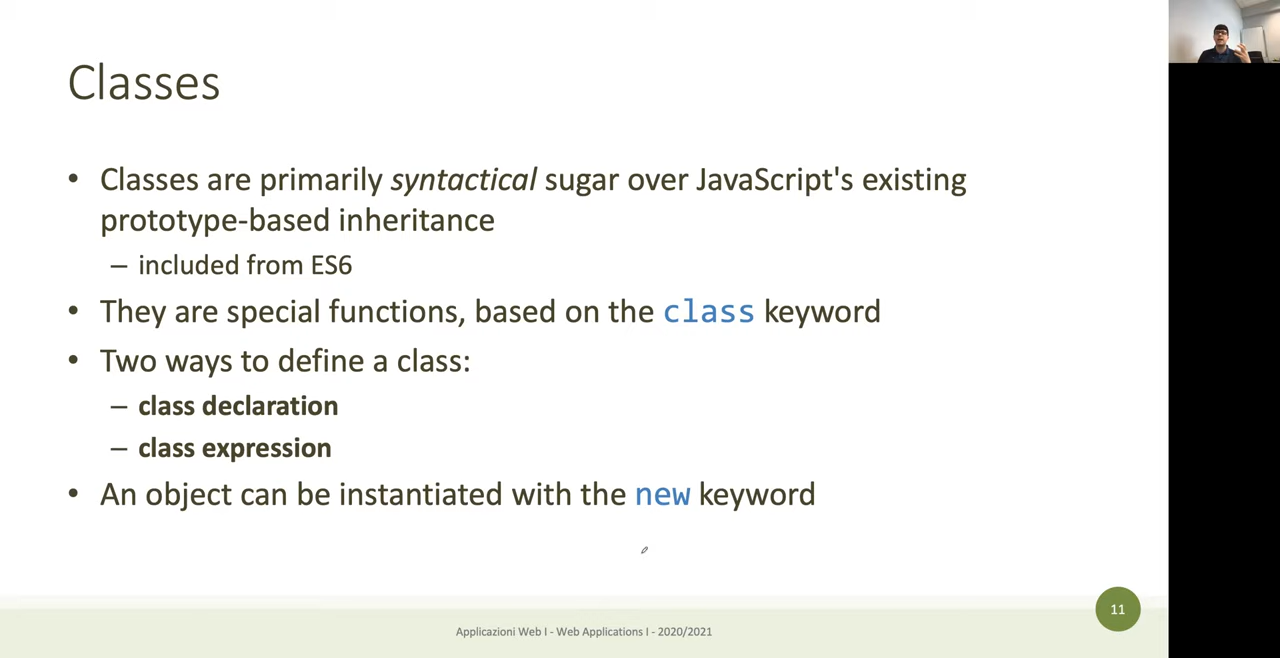 Classes
• Classes are primarily syntactical sugar over JavaScript's existing
prototype-based inheritance
– included from ES6
• They are special functions, based on the class keyword
• Two ways to define a class:
– class declaration
– class expression
• An object can be instantiated with the new keyword
11
Applicazioni Web I - Web Applications I - 2020/2021